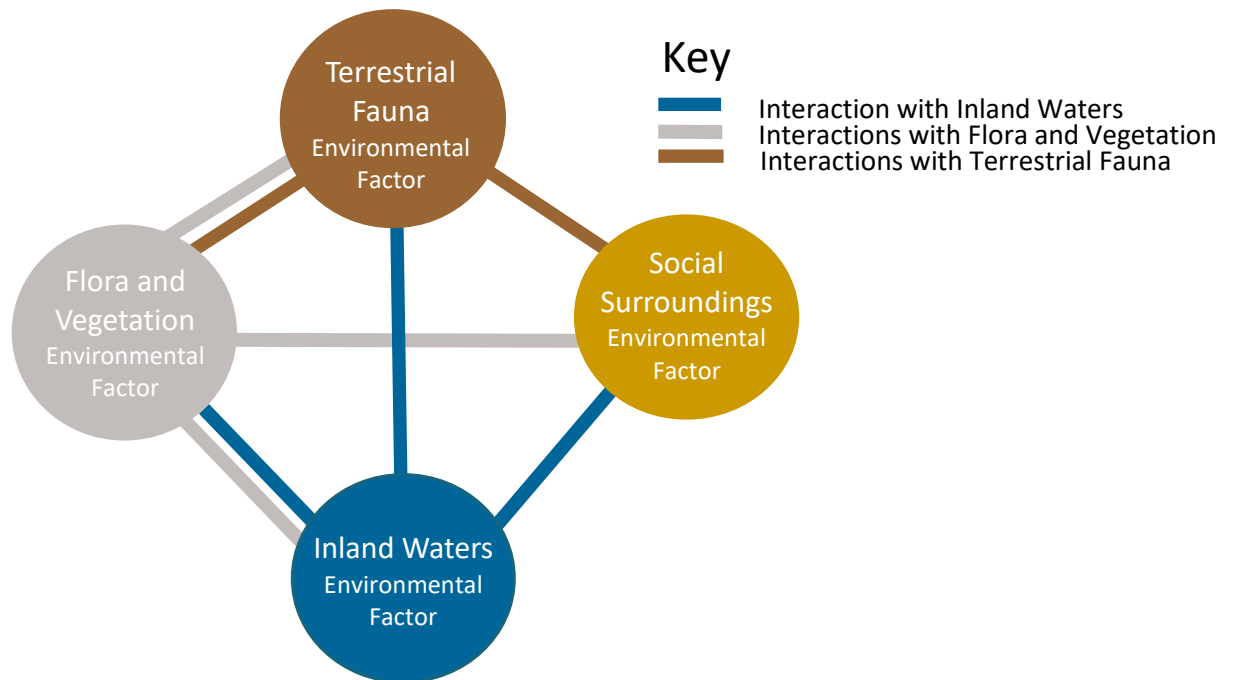 Terrestrial
Fauna
Environmental
Factor
Key
Interaction with Inland Waters
Interactions with Flora and Vegetation
Interactions with Terrestrial Fauna
Flora and
Vegetation
Environmental
Factor
Social
Surroundings
Environmental
Factor
Inland Waters
Environmental
Factor